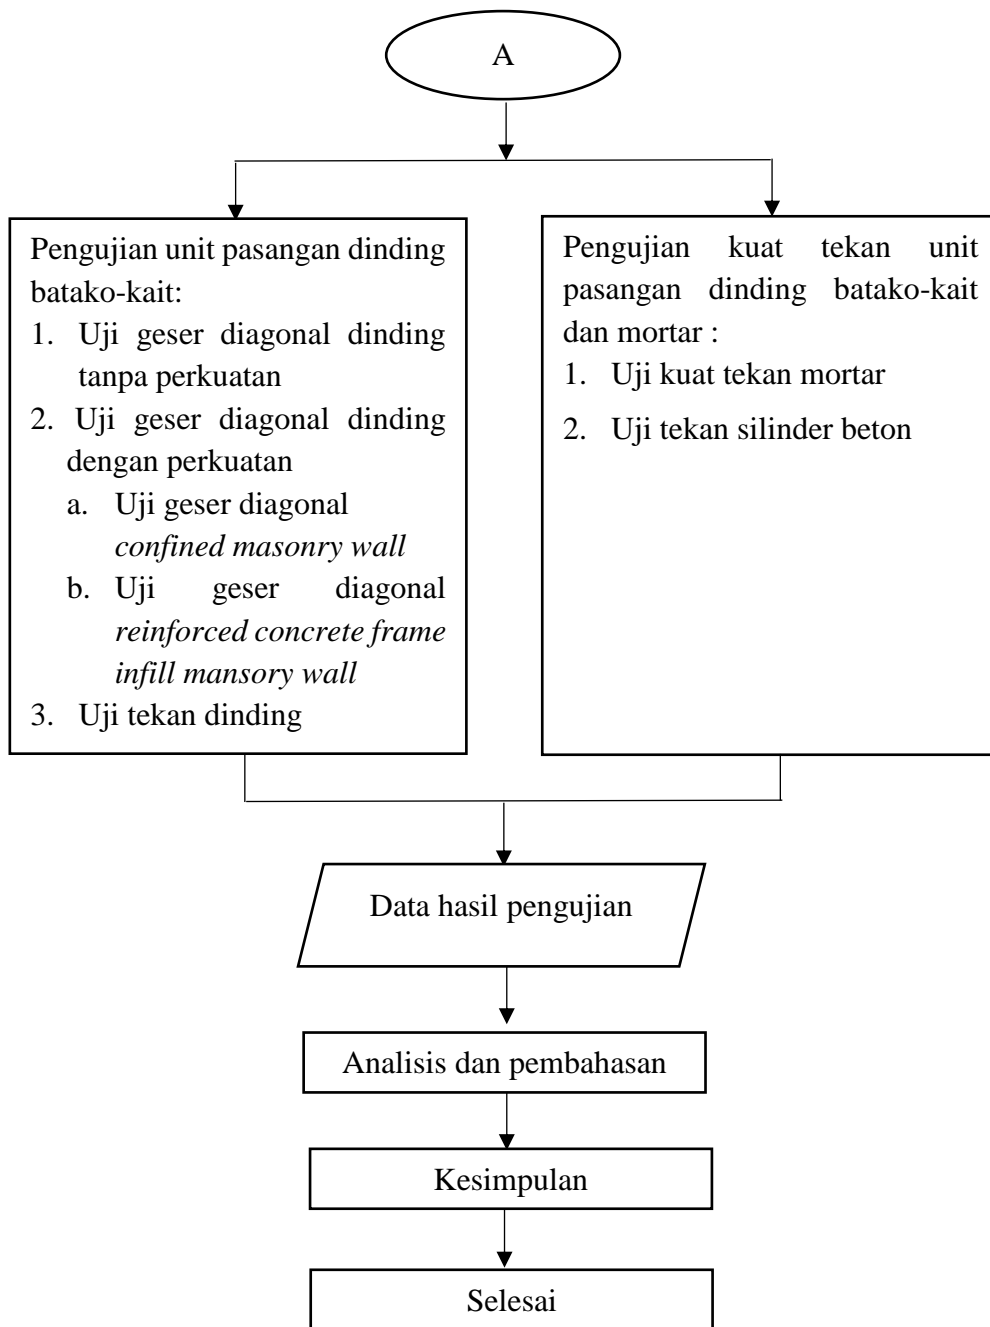 A
Pengujian unit pasangan dinding
batako-kait:
1. Uji geser diagonal dinding
tanpa perkuatan
2. Uji geser diagonal dinding
dengan perkuatan
a. Uji geser diagonal
confined masonry wall
b. Uji geser diagonal
reinforced concrete frame
infill mansory wall
3. Uji tekan dinding
Pengujian kuat tekan unit
pasangan dinding batako-kait
dan mortar :
1. Uji kuat tekan mortar
2. Uji tekan silinder beton
Data hasil pengujian
Analisis dan pembahasan
Kesimpulan
Selesai